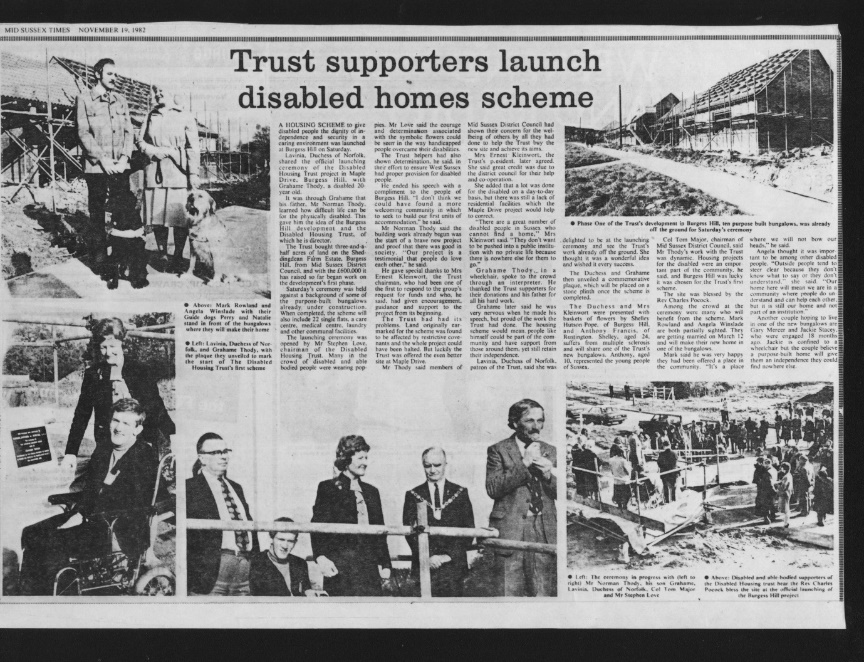 MID SUSSEX TIMES NOVEMBER 19, 1982
Trust supporters launch
disabled homes scheme
A HOUSING SCHEME to give
disabled people the dignity of in-
dependence and security in a
caring environment was launched
at Burgess Hill on Saturday.
Lavinia, Duchess of Norfolk,
shared the official launching
ceremony of the Disabled
Housing Trust project in Maple
Drive, Burgess Hill, with
Grahame Thody, a disabled 20-
year old.
It was through Grahame that
his father, Mr Norman Thody,
learned how difficult life can be
for the physically disabled. This
gave him the idea of the Burgess
Hill development and the
Disabled Housing Trust, of
which he is director.
The Trust bought three-and-a
half acres of land on the Shed-
dingdean Farm Estate, Burgess
Hill, from Mid Sussex District
Council, and with the £600,000 it
has raised so far began work on
the development's first phase.
Saturday's ceremony was held
against a background of some of
the purpose-built bungalows
already under construction.
When completed, the scheme will
also include 22 single flats, a care
centre, medical centre, laundry
and other communal facilities.
The launching ceremony was
opened by Mr Stephen Love,
chairman of the Disabled
Housing Trust. Many in the
crowd of disabled and able
bodied people were wearing pop-
pies. Mr Love said the courage
and determination associated
with the symbolic flowers could
be seen in the way handicapped
people overcame their disabilities.
The Trust helpers had also
shown determination, he said, in
their effort to ensure West Sussex
had proper provision for disabled
people.
He ended his speech with a
compliment to the people of
Burgess Hill. "I don't think we
could have found a more
welcoming community in which
to seek to build our first units of
accommodation," he said.
Mr Norman Thody said the
building work already begun was
the start of a brave new project
and proof that there was good in
society. "Our project is a
testimonial that people do love
each other," he said.
He gave special thanks to Mrs
Ernest Kleinwort, the Trust
chairman, who had been one of
the first to respond to the group's
request for funds and who, he
said, had given encouragement,
guidance and support to the
project from its beginning.
The Trust had had its
problems. Land originally ear-
marked for the scheme was found
to be affected by restrictive cove-
nants and the whole project could
have been halted. But luckily the
Trust was offered the even better
site at Maple Drive.
Mr Thody said members of
Mid Sussex District Council had
shown their concern for the wel-
being of others by all they had
done to help the Trust buy the
new site and achieve its aims.
Mrs Ernest Kleinwort, the
Trust's president, later agreed.
She said great credit was due to
the district council for their help
and co-operation.
She added that a lot was done
for the disabled on a day-to-day
basis, but there was still a lack of
residential facilities which the
Maple Drive project would help
to correct.
"There are a great number of
disabled people in Sussex who
cannot find a home," Mrs
Kleinwort said. "They don't want
to be pushed into a public institu-
tion with no private life because
there is nowhere else for them to
go."
Grahame Thody, in a
wheelchair, spoke to the crowd
through an interpreter. He
thanked the Trust supporters for
their donations and his father for
all his hard work.
Grahame later said he was
very nervous when he made his
speech, but proud of the work the
Trust had done. The housing
scheme would mean people like
himself could be part of the com-
munity and have support from
those around them, yet still retain
their independence.
Lavinia, Duchess of Norfolk,
patron of the Trust, said she was
delighted to be at the launching
ceremony and see the Trust's
work already off the ground. She
thought it was a wonderful idea
and wished it every success.
The Duchess and Grahame
then unveiled a commemorative
plaque, which will be placed on a
stone plinth once the scheme is
completed.
The Duchess and Mrs
Kleinwort were presented with
baskets of flowers by Shelley
Hatson-Pope, of Burgess Hill,
and Anthony Francis, of
Rustington. Shelley, aged 24,
suffers from multiple sclerosis
and will share one of the Trust's
new bungalows. Anthony, aged
10, represented the young people
of Sussex.
Col Tom Major, chairman of
Mid Sussex District Council, said
Mr Thody's work with the Trust
was dynamic. Housing projects
for the disabled were an impor-
tant part of the community, he
said, and Burgess Hill was lucky
it was chosen for the Trust's first
scheme.
The site was blessed by the
Rev Charles Pocock.
Among the crowd at the
ceremony were many who will
benefit from the scheme. Mark
Rowland and Angela Winslade
are both partially sighted. They
are getting married on March 12
and will make their new home in
one of the bungalows.
Mark said he was very happy
they had been offered a place in
the community. "It's a place
where we will not bow our
heads," he said.
Angela thought it was impor-
tant to be among other disabled
people. "Outside people tend to
steer clear because they don't
know what to say or they don't
understand," she said. "Our
home here will mean we are in a
community where people do un-
derstand and can help each other,
but it is still our home and not
part of an institution."
Another couple hoping to live
in one of the new bungalows are
Gary Menzer and Jackie Stacey,
who were engaged 18 months
ago. Jackie is confined to a
wheelchair but the couple believe
a purpose-built home will give
them an independence they could
find nowhere else.
● Phase One of the Trust's development in Burgess Hill, ten purpose built bungalows, was already
off the ground for Saturday's ceremony
● Above: Mark Rowland and
Angela Winslade with their
Guide dogs Perry and Natalie
stand in front of the bungalows
where they will make their home
● Left: Lavinia, Duchess of Nor-
folk, and Grahame Thody, with
the plaque they unveiled to mark
the start of The Disabled
Housing Trust's first scheme
● Left: The ceremony in progress with (left to
right) Mr Norman Thody, his son Grahame,
Lavinia, Duchess of Norfolk, Col Tom Major
and Mr Stephen Love
● Above: Disabled and able-bodied supporters of
the Disabled Housing trust hear the Rev Charles
Pocock bless the site at the official launching of
the Burgess Hill project